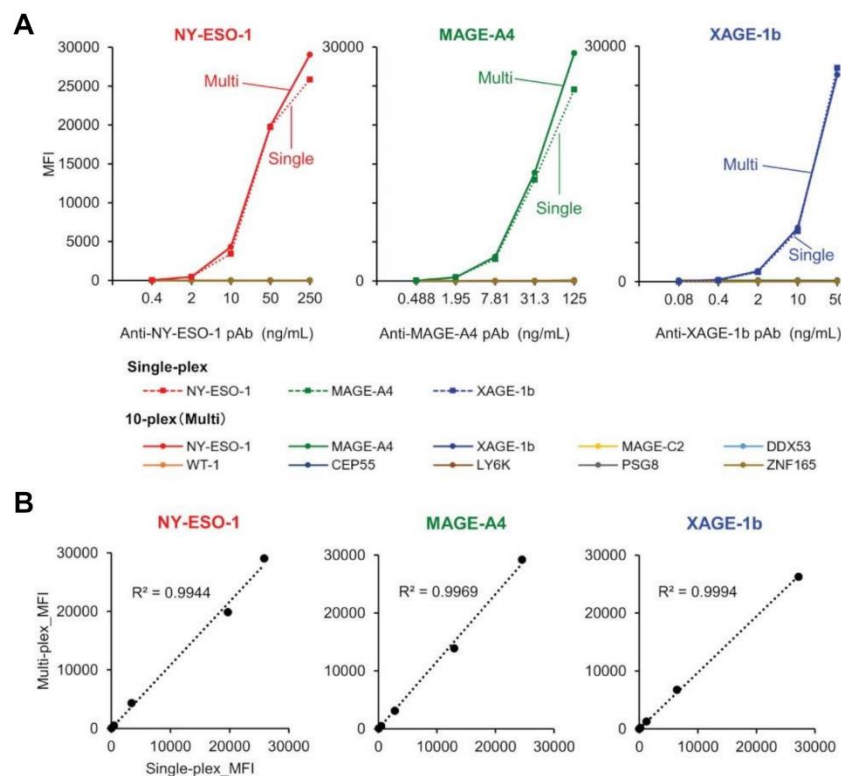 A
NY-ESO-1 MAGE-A4 XAGE-1b
30000 30000 30000
25000
20000
15000
10000
5000
0 0 0
MFI
Multi
Single
Multi
Single
Multi
Single
0.4 2 10 50 250
0.488 1.95 7.81 31.3 125
0.08 0.4 2 10 50
Anti-NY-ESO-1 pAb (ng/mL) Anti-MAGE-A4 pAb (ng/mL) Anti-XAGE-1b pAb (ng/mL)
Single-plex
NY-ESO-1 MAGE-A4 XAGE-1b
10-plex(Multi)
NY-ESO-1 MAGE-A4 XAGE-1b MAGE-C2 DDX53
WT-1 CEP55 LY6K PSG8 ZNF165
B
NY-ESO-1 MAGE-A4 XAGE-1b
30000 30000 30000
R² = 0.9944 R² = 0.9969 R² = 0.9994
20000 20000 20000
10000 10000 10000
0 0 0
Multi-plex_MFI
0 10000 20000 30000 0 10000 20000 30000 0 10000 20000 30000
Single-plex_MFI